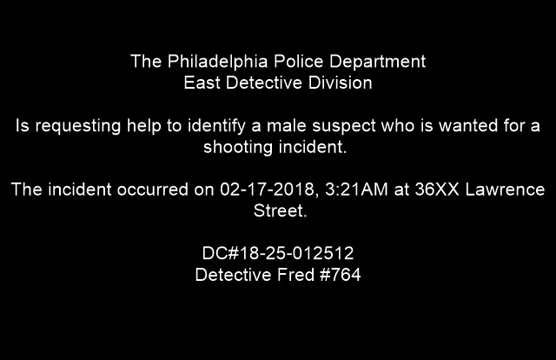 The Philadelphia Police Department
East Detective Division
Is requesting help to identify a male suspect who is wanted for a
shooting incident.
The incident occurred on 02-17-2018, 3:21AM at 36XX Lawrence
Street.
DC#18-25-012512
Detective Fred #764